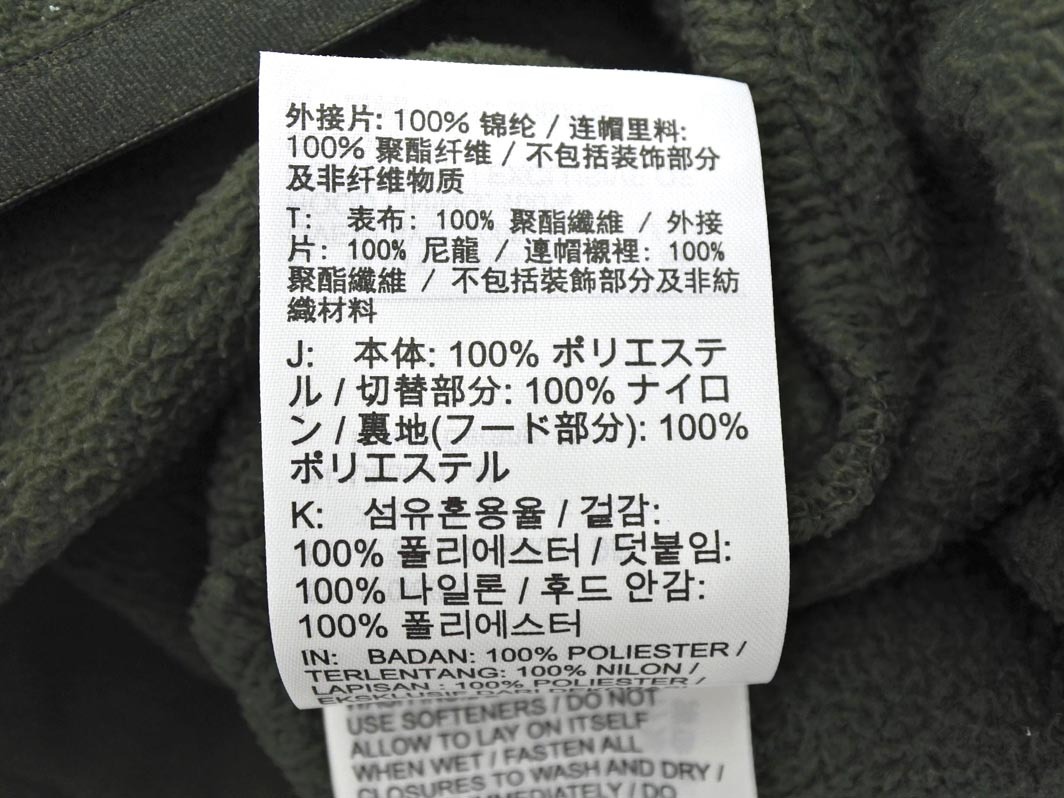 外接片: 100% 锦纶 / 连帽里料:
100% 聚酯纤维 / 不包括装饰部分
及非纤维物质
T: 表布: 100% 聚酯纖維 / 外接
片: 100% 尼龍 / 連帽襯裡: 100%
聚酯纖維 / 不包括裝飾部分及非紡
織材料
J: 本体: 100% ポリエステ
ル / 切替部分: 100% ナイロ
ン / 裏地(フード部分): 100%
ポリエステル
K: 섬유혼용율 / 겉감:
100% 폴리에스터 / 덧붙임:
100% 나일론 / 후드 안감:
100% 폴리에스터
IN: BADAN: 100% POLIESTER /
TERLENTANG: 100% NILON /
LAPISAN : 100% POLIESTER /
EKSKLUSIF DARI
USE SOFTENERS / DO NOT
ALLOW TO LAY ON ITSELF
WHEN WET / FASTEN ALL
CLOSURES TO WASH AND DRY /
IMMEDIATELY / DO